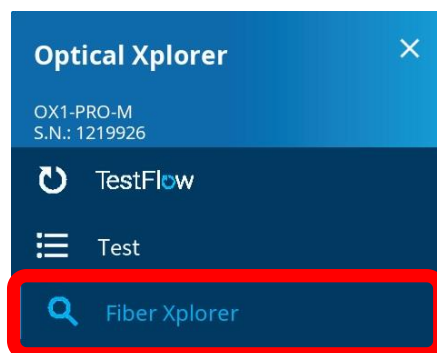 Optical Xplorer
OX1-PRO-M
S.N.: 1219926
TestFlow
Test
Fiber Xplorer